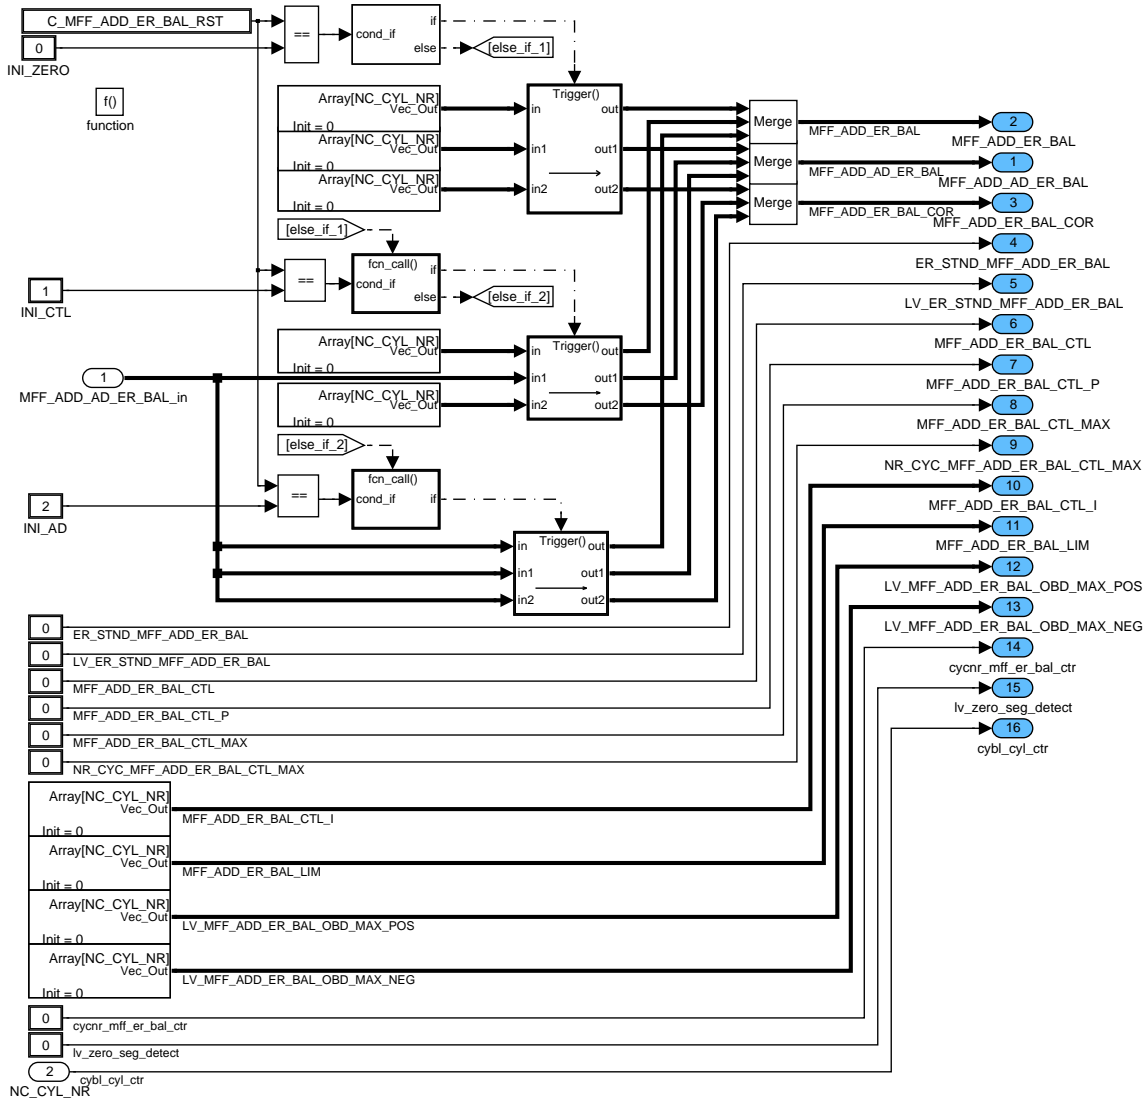 C_MFF_ADD_ER_BAL_RST
0
INI_ZERO
==
cond_if
if
else
[else_if_1]
f()
function
Array[NC_CYL_NR]
Vec_Out
Init = 0
Array[NC_CYL_NR]
Vec_Out
Init = 0
Array[NC_CYL_NR]
Vec_Out
Init = 0
Trigger()
in
in1
in2
out
out1
out2
Merge
Merge
Merge
MFF_ADD_ER_BAL
MFF_ADD_AD_ER_BAL
MFF_ADD_ER_BAL_COR
2
MFF_ADD_ER_BAL
1
MFF_ADD_AD_ER_BAL
3
MFF_ADD_ER_BAL_COR
4
ER_STND_MFF_ADD_ER_BAL
5
LV_ER_STND_MFF_ADD_ER_BAL
6
MFF_ADD_ER_BAL_CTL
7
MFF_ADD_ER_BAL_CTL_P
8
MFF_ADD_ER_BAL_CTL_MAX
9
NR_CYC_MFF_ADD_ER_BAL_CTL_MAX
10
MFF_ADD_ER_BAL_CTL_I
11
MFF_ADD_ER_BAL_LIM
12
LV_MFF_ADD_ER_BAL_OBD_MAX_POS
13
LV_MFF_ADD_ER_BAL_OBD_MAX_NEG
14
cycnr_mff_er_bal_ctr
15
lv_zero_seg_detect
16
cybl_cyl_ctr
[else_if_1]
1
INI_CTL
==
fcn_call()
cond_if
if
else
[else_if_2]
Array[NC_CYL_NR]
Vec_Out
Init = 0
Array[NC_CYL_NR]
Vec_Out
Init = 0
1
MFF_ADD_AD_ER_BAL_in
Trigger()
in
in1
in2
out
out1
out2
[else_if_2]
2
INI_AD
==
fcn_call()
cond_if
if
Trigger()
in
in1
in2
out
out1
out2
0
ER_STND_MFF_ADD_ER_BAL
0
LV_ER_STND_MFF_ADD_ER_BAL
0
MFF_ADD_ER_BAL_CTL
0
MFF_ADD_ER_BAL_CTL_P
0
MFF_ADD_ER_BAL_CTL_MAX
0
NR_CYC_MFF_ADD_ER_BAL_CTL_MAX
Array[NC_CYL_NR]
Vec_Out
Init = 0
MFF_ADD_ER_BAL_CTL_I
Array[NC_CYL_NR]
Vec_Out
Init = 0
MFF_ADD_ER_BAL_LIM
Array[NC_CYL_NR]
Vec_Out
Init = 0
LV_MFF_ADD_ER_BAL_OBD_MAX_POS
Array[NC_CYL_NR]
Vec_Out
Init = 0
LV_MFF_ADD_ER_BAL_OBD_MAX_NEG
0
cycnr_mff_er_bal_ctr
0
lv_zero_seg_detect
2
cybl_cyl_ctr
NC_CYL_NR